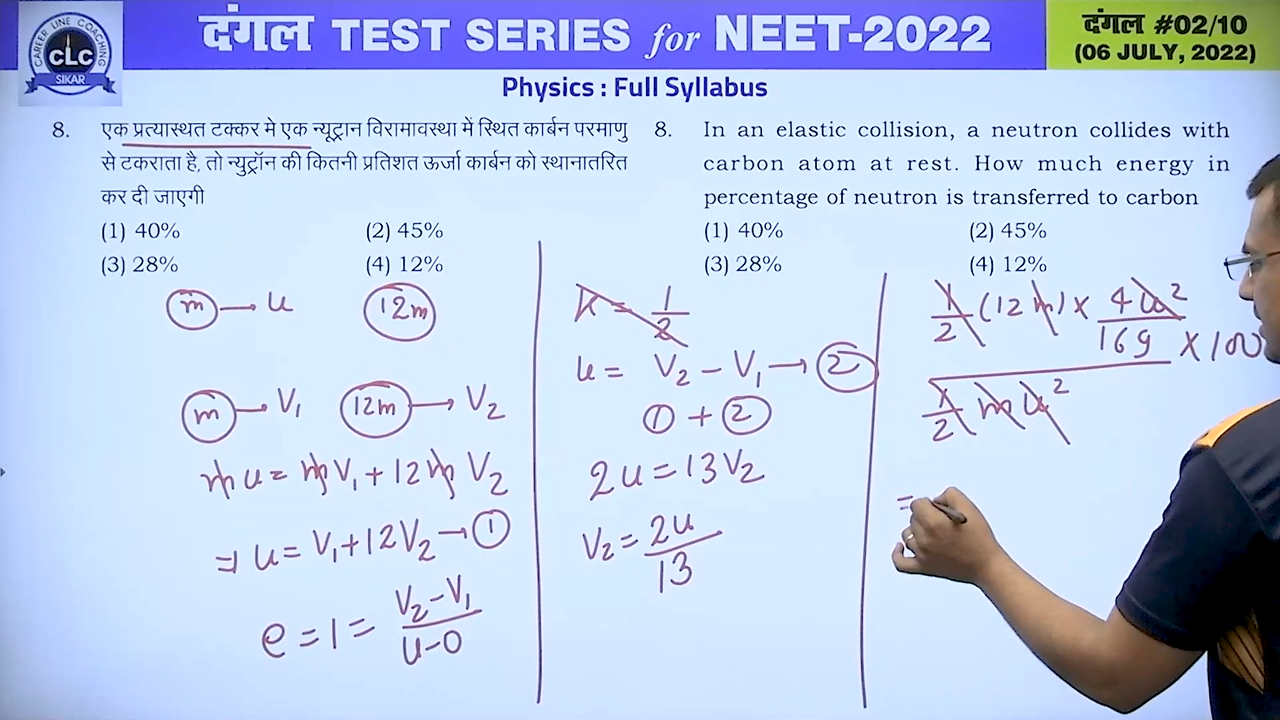 CAREER LINE COACHING
CLC
SIKAR
दंगल TEST SERIES for NEET-2022
दंगल #02/10
(06 JULY, 2022)
Physics : Full Syllabus
8. एक प्रत्यास्थत टक्कर मे एक न्यूट्रान विरामावस्था में स्थित कार्बन परमाणु
से टकराता है, तो न्युट्रॉन की कितनी प्रतिशत ऊर्जा कार्बन को स्थानातरित
कर दी जाएगी
(1) 40% (2) 45%
(3) 28% (4) 12%
8. In an elastic collision, a neutron collides with
carbon atom at rest. How much energy in
percentage of neutron is transferred to carbon
(1) 40% (2) 45%
(3) 28% (4) 12%
m → u 12m
m → V₁ 12m → V₂
mu = mV₁ + 12mV₂
⇒ u = V₁ + 12V₂ → ①
e = 1 = (V₂ - V₁)/(u - 0)
k = 1/2
u = V₂ - V₁ → ②
① + ②
2u = 13V₂
V₂ = 2u/13
1/2 (12m) × 4u²/169 × 100
1/2 mu²
=